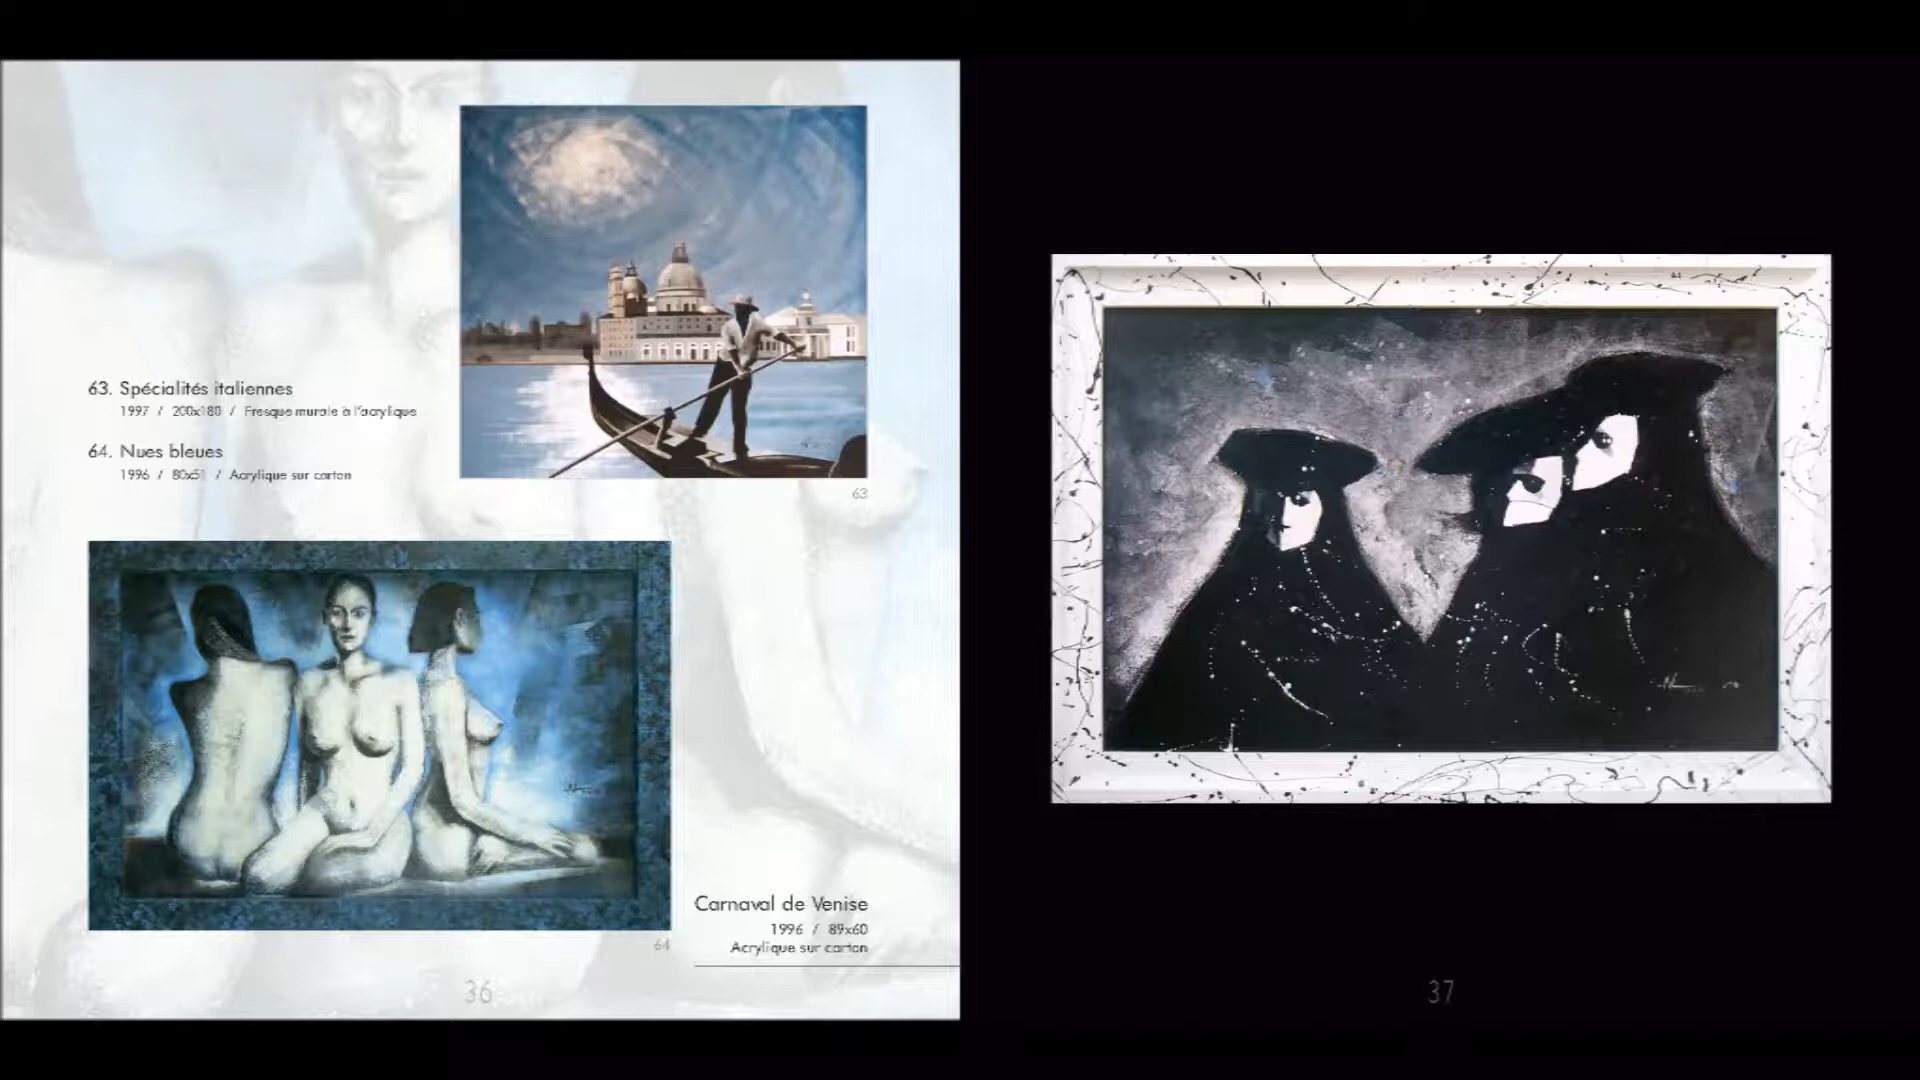 63. Spécialités italiennes
1997 / 200x180 / Fresque murale à l'acrylique
64. Nues bleues
1996 / 80x51 / Acrylique sur carton
63
64
Carnaval de Venise
1996 / 89x60
Acrylique sur carton
36
37